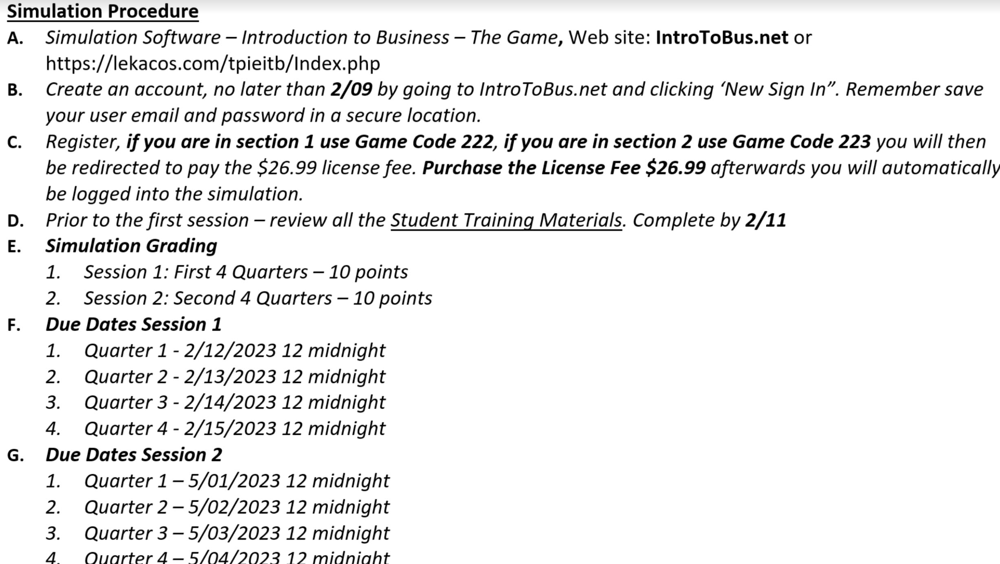 Simulation Procedure
A. Simulation Software – Introduction to Business – The Game, Web site: IntroToBus.net or
https://lekacos.com/tpieitb/Index.php
B. Create an account, no later than 2/09 by going to IntroToBus.net and clicking ‘New Sign In”. Remember save
your user email and password in a secure location.
C. Register, if you are in section 1 use Game Code 222, if you are in section 2 use Game Code 223 you will then
be redirected to pay the $26.99 license fee. Purchase the License Fee $26.99 afterwards you will automatically
be logged into the simulation.
D. Prior to the first session – review all the Student Training Materials. Complete by 2/11
E. Simulation Grading
1. Session 1: First 4 Quarters – 10 points
2. Session 2: Second 4 Quarters – 10 points
F. Due Dates Session 1
1. Quarter 1 - 2/12/2023 12 midnight
2. Quarter 2 - 2/13/2023 12 midnight
3. Quarter 3 - 2/14/2023 12 midnight
4. Quarter 4 - 2/15/2023 12 midnight
G. Due Dates Session 2
1. Quarter 1 – 5/01/2023 12 midnight
2. Quarter 2 – 5/02/2023 12 midnight
3. Quarter 3 – 5/03/2023 12 midnight
4. Quarter 4 – 5/04/2023 12 midnight